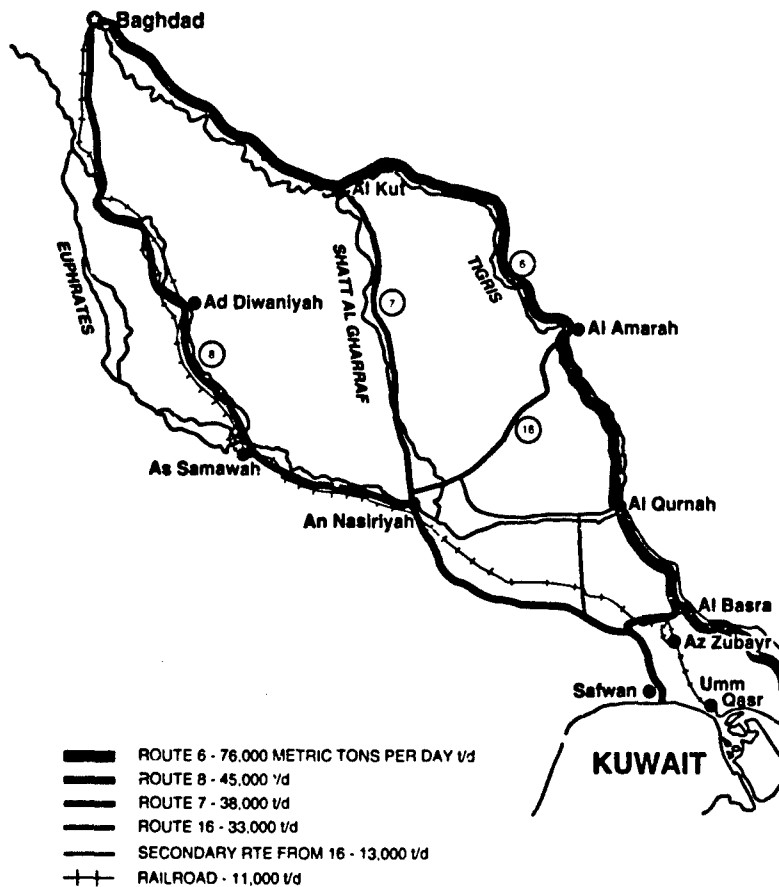 Baghdad
Al Kut
EUPHRATES
SHATT AL GHARRAF
TIGRIS
6
7
Ad Diwaniyah
Al Amarah
8
16
As Samawah
An Nasiriyah
Al Qurnah
Al Basra
Az Zubayr
Safwan
Umm
Qasr
KUWAIT
ROUTE 6 - 76,000 METRIC TONS PER DAY t/d
ROUTE 8 - 45,000 t/d
ROUTE 7 - 38,000 t/d
ROUTE 16 - 33,000 t/d
SECONDARY RTE FROM 16 - 13,000 t/d
RAILROAD - 11,000 t/d